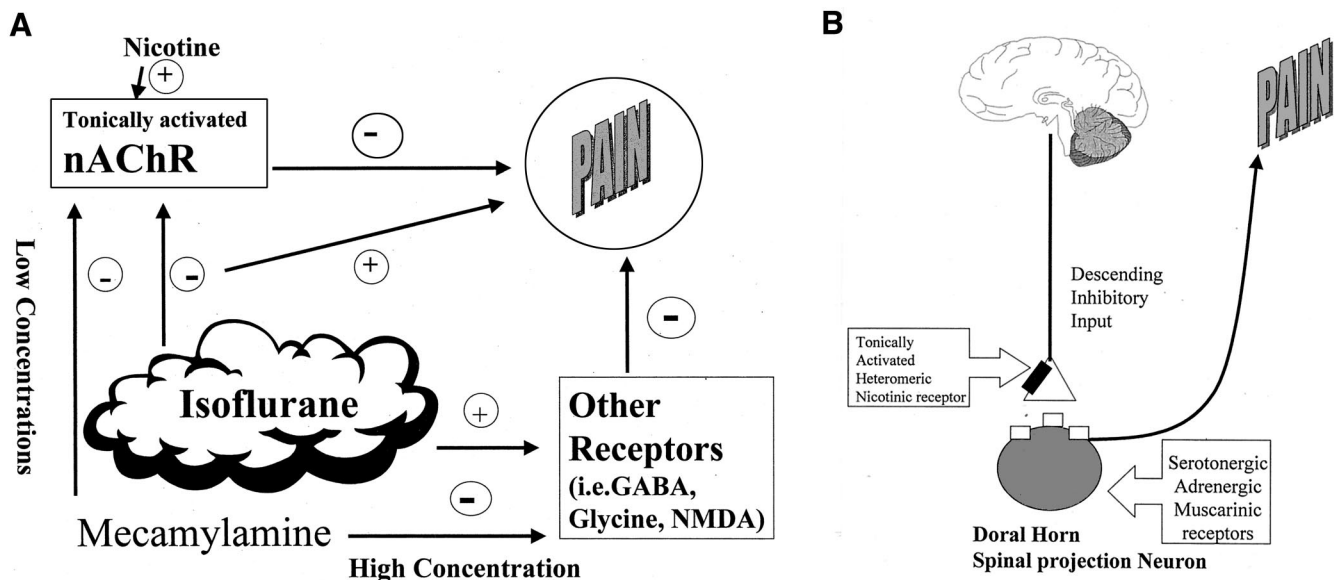 A
Nicotine
+
Tonically activated
nAChR
-
PAIN
Low Concentrations
-
-
+
Isoflurane
+
-
Other
Receptors
(i.e.GABA,
Glycine, NMDA)
-
Mecamylamine
High Concentration
B
PAIN
Descending
Inhibitory
Input
Tonically
Activated
Heteromeric
Nicotinic receptor
Serotonergic
Adrenergic
Muscarinic
receptors
Doral Horn
Spinal projection Neuron